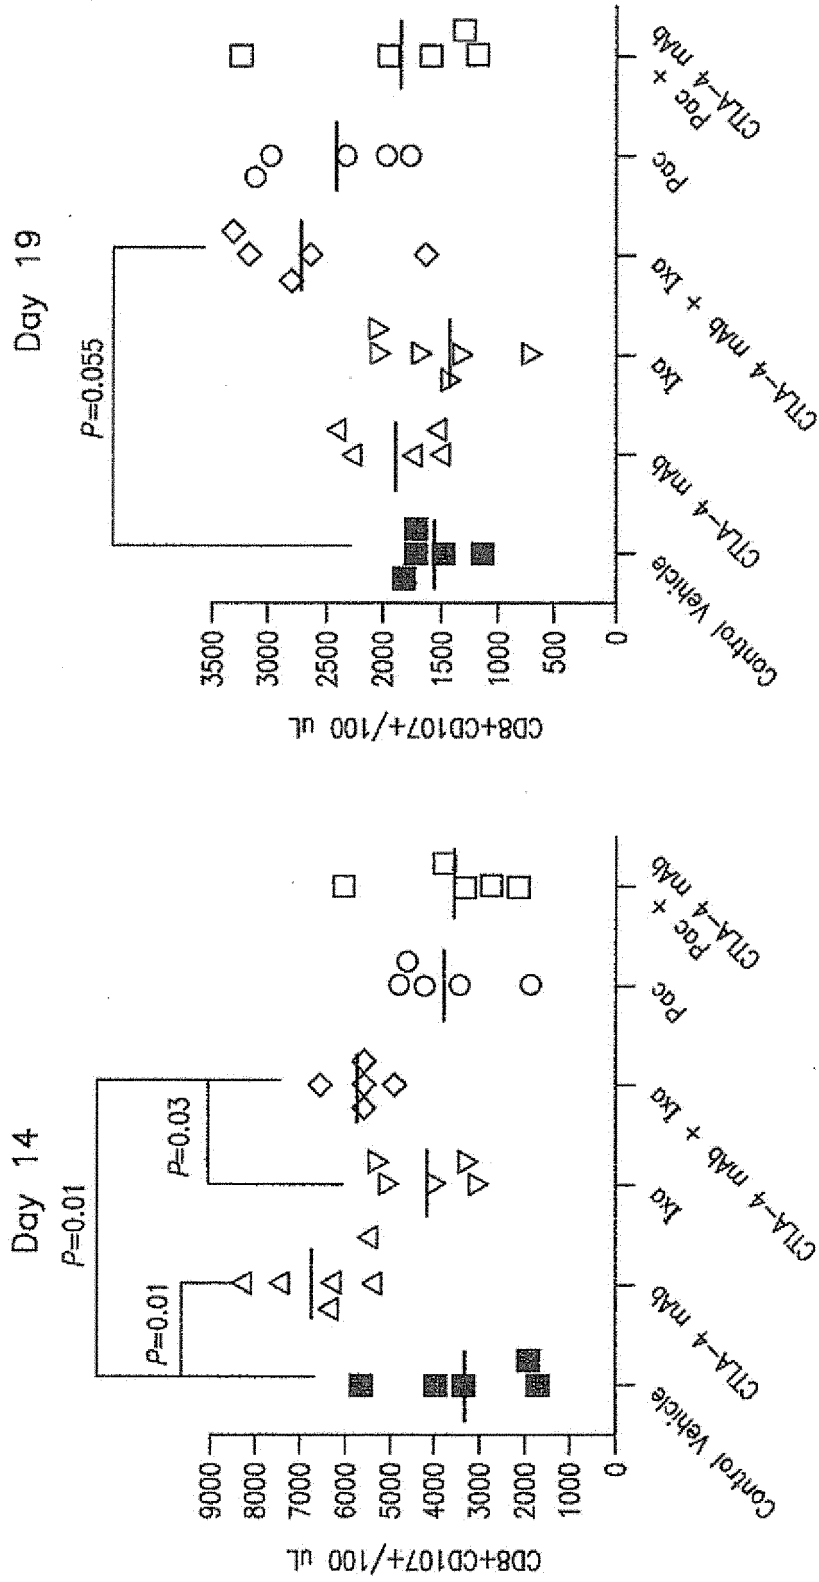 Day 14
P=0.01
P=0.01
P=0.03
CD8+CD107+/100 uL
9000
8000
7000
6000
5000
4000
3000
2000
1000
0
Control Vehicle
CTLA-4 mAb
Ixa
CTLA-4 mAb + Ixa
Pac
Pac +
CTLA-4 mAb
Day 19
P=0.055
CD8+CD107+/100 uL
3500
3000
2500
2000
1500
1000
500
0
Control Vehicle
CTLA-4 mAb
Ixa
CTLA-4 mAb + Ixa
Pac
Pac +
CTLA-4 mAb